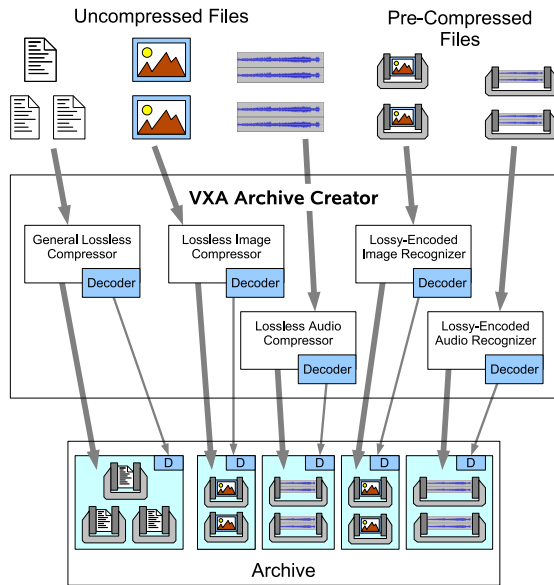 Uncompressed Files
Pre-Compressed
Files
VXA Archive Creator
General Lossless
Compressor
Decoder
Lossless Image
Compressor
Decoder
Lossy-Encoded
Image Recognizer
Decoder
Lossless Audio
Compressor
Decoder
Lossy-Encoded
Audio Recognizer
Decoder
D
D
D
D
D
Archive